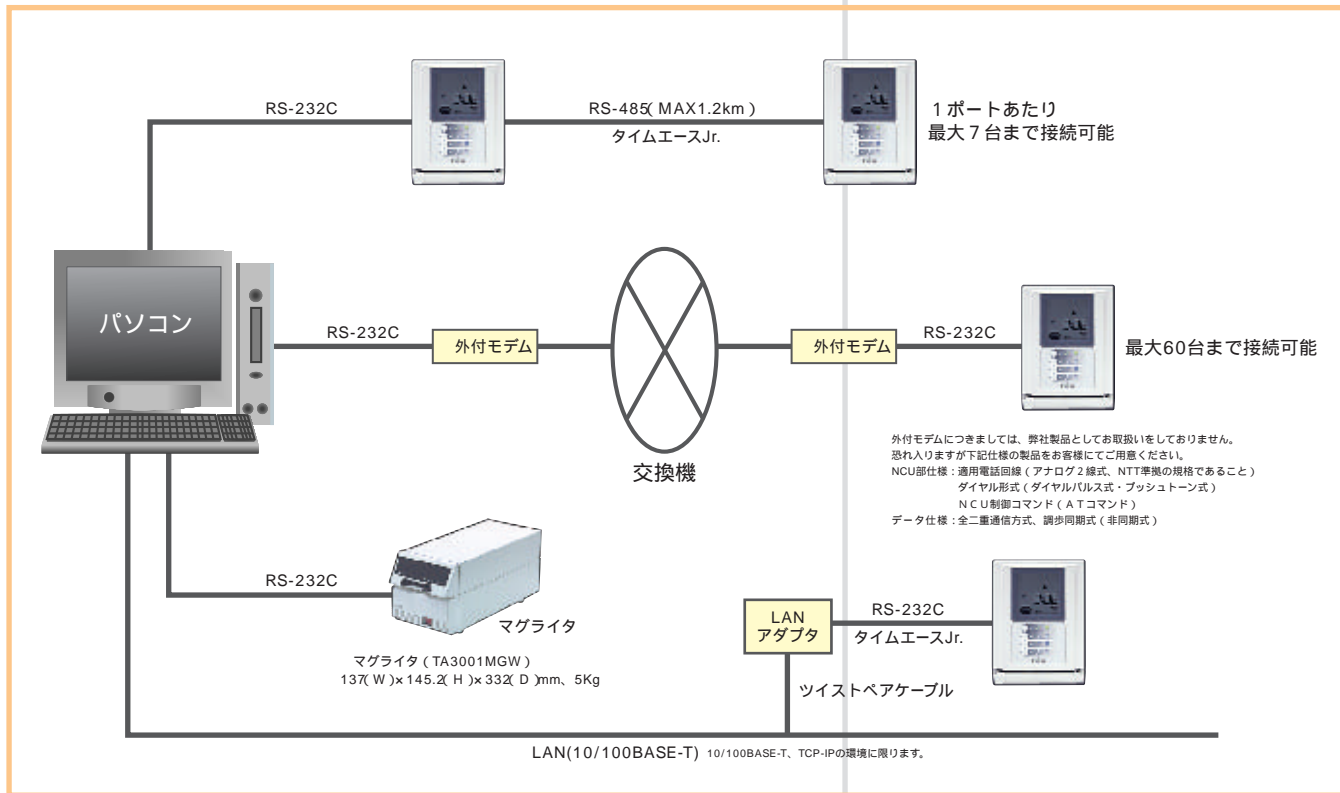 RS-232C
RS-485(MAX1.2km)
タイムエースJr.
1ポートあたり
最大7台まで接続可能
パソコン
RS-232C
外付モデム
交換機
外付モデム
RS-232C
最大60台まで接続可能
外付モデムにつきましては、弊社製品としてお取扱いをしておりません。
恐れ入りますが下記仕様の製品をお客様にてご用意ください。
NCU部仕様:適用電話回線(アナログ2線式、NTT準拠の規格であること)
ダイヤル形式(ダイヤルパルス式・プッシュトーン式)
NCU制御コマンド(ATコマンド)
データ仕様:全二重通信方式、調歩同期式(非同期式)
RS-232C
マグライタ
マグライタ(TA3001MGW)
137(W)×145.2(H)×332(D)mm、5Kg
LAN
アダプタ
RS-232C
タイムエースJr.
ツイストペアケーブル
LAN(10/100BASE-T) 10/100BASE-T、TCP-IPの環境に限ります。